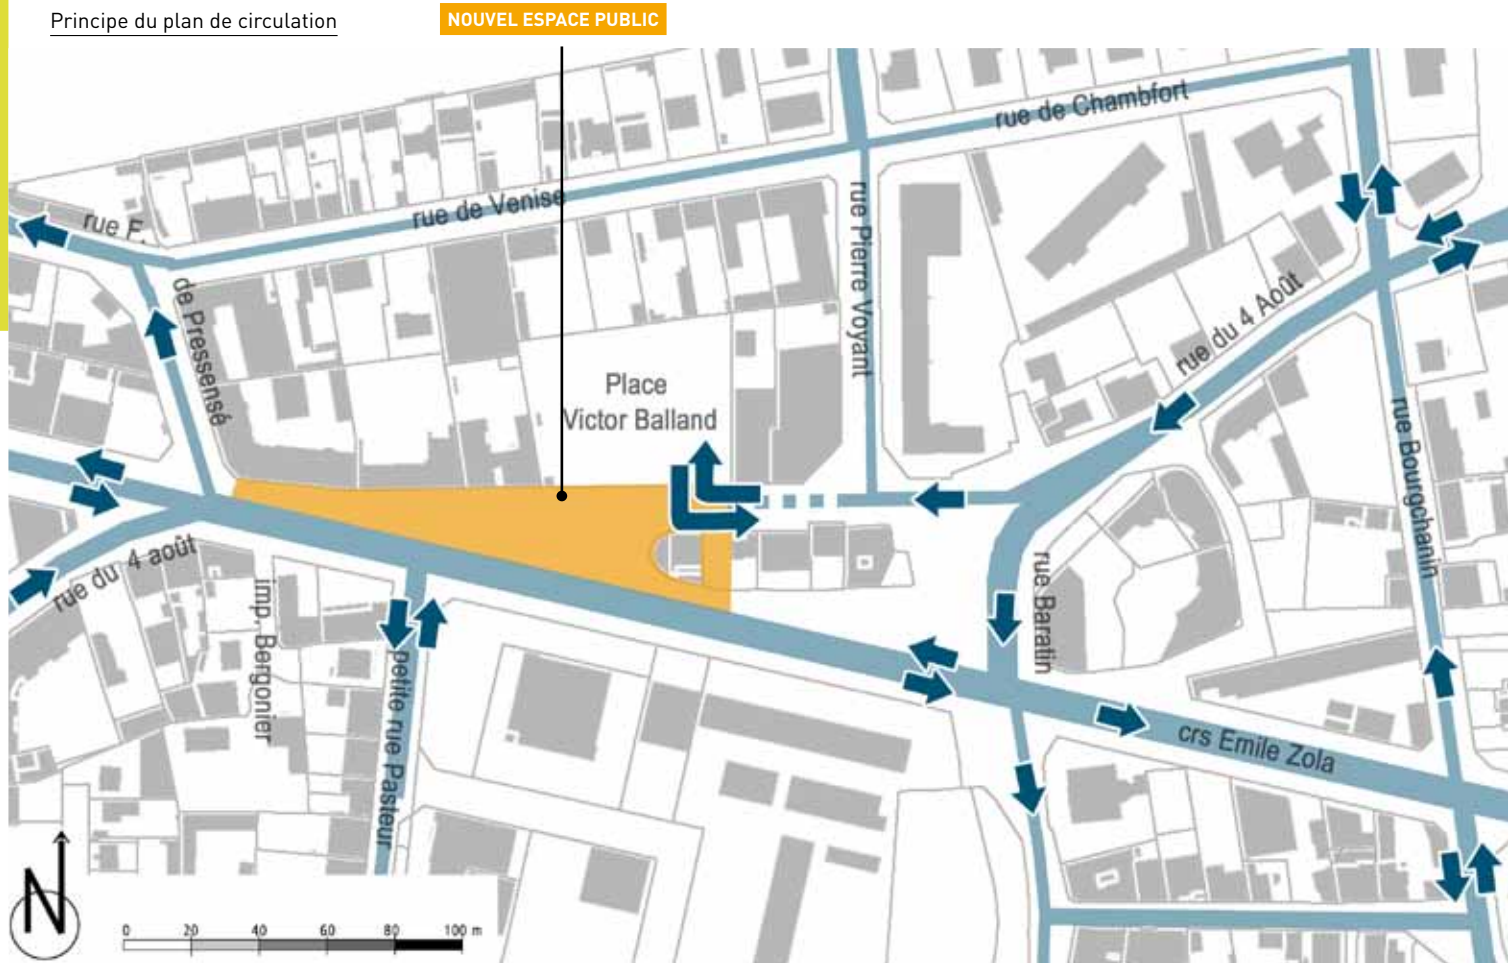 Principe du plan de circulation
NOUVEL ESPACE PUBLIC
rue de Chambfort
rue de Venise
rue F.
de Pressensé
rue Pierre Voyant
rue du 4 Août
Place
Victor Balland
rue Bourgchanin
rue du 4 août
imp. Bergonier
petite rue Pasteur
rue Baratin
crs Emile Zola
N
0 20 40 60 80 100 m